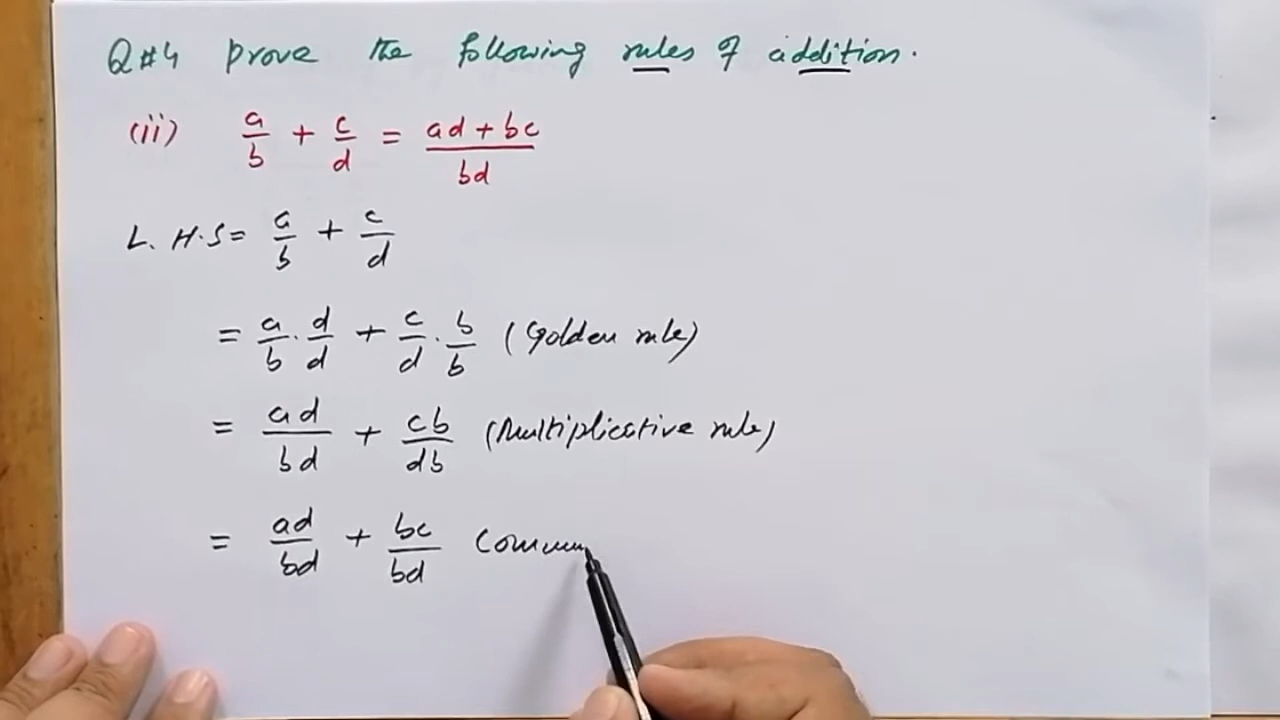 Q#4 Prove the following rules of addition.
(ii) a/b + c/d = (ad+bc)/bd
L.H.S= a/b + c/d
= a/b . d/d + c/d . b/b (Golden rule)
= ad/bd + cb/db (Multiplicative rule)
= ad/bd + bc/bd